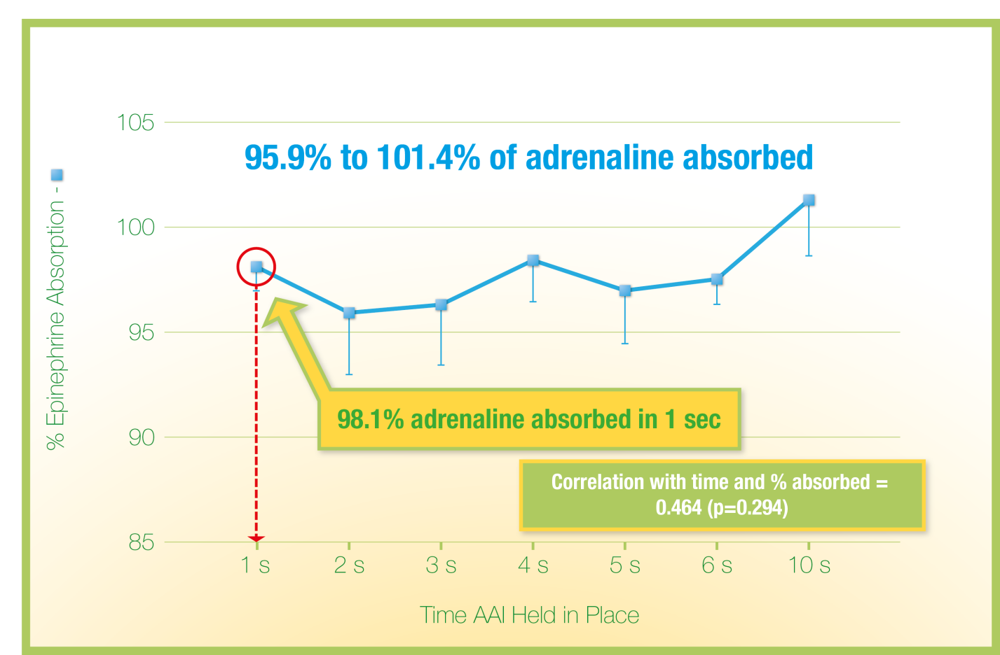 105
95.9% to 101.4% of adrenaline absorbed
% Epinephrine Absorption -
100
95
98.1% adrenaline absorbed in 1 sec
90
Correlation with time and % absorbed =
0.464 (p=0.294)
85
1 s 2 s 3 s 4 s 5 s 6 s 10 s
Time AAI Held in Place